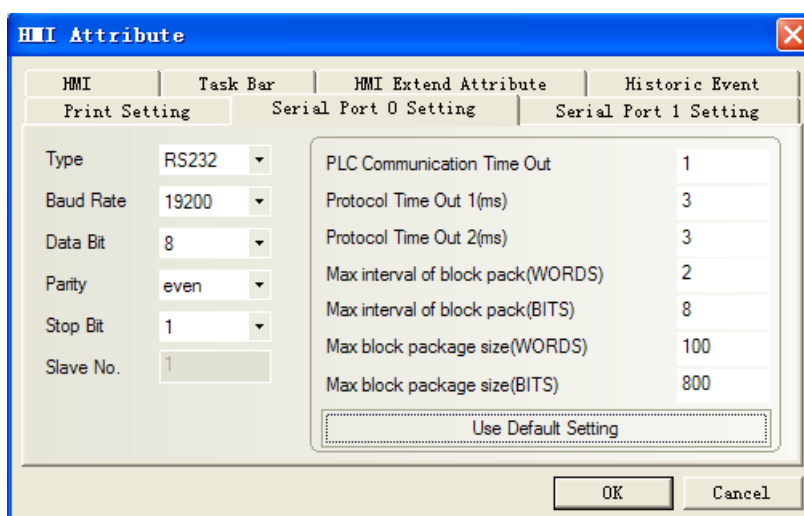 HMI Attribute
HMI
Task Bar
HMI Extend Attribute
Historic Event
Print Setting
Serial Port 0 Setting
Serial Port 1 Setting
Type RS232
Baud Rate 19200
Data Bit 8
Parity even
Stop Bit 1
Slave No. 1
PLC Communication Time Out 1
Protocol Time Out 1(ms) 3
Protocol Time Out 2(ms) 3
Max interval of block pack(WORDS) 2
Max interval of block pack(BITS) 8
Max block package size(WORDS) 100
Max block package size(BITS) 800
Use Default Setting
OK
Cancel